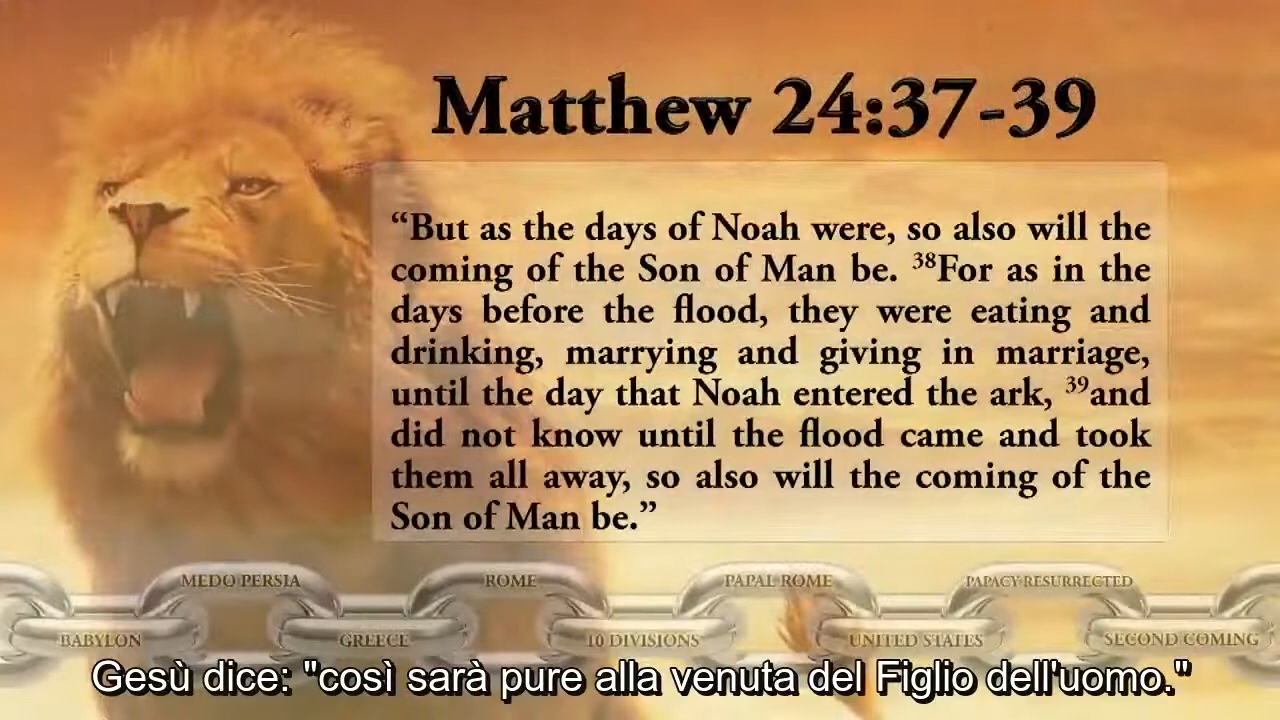 Matthew 24:37-39
“But as the days of Noah were, so also will the
coming of the Son of Man be. ³⁸For as in the
days before the flood, they were eating and
drinking, marrying and giving in marriage,
until the day that Noah entered the ark, ³⁹and
did not know until the flood came and took
them all away, so also will the coming of the
Son of Man be.”
MEDO PERSIA ROME PAPAL ROME PAPACY RESURRECTED
BABYLON GREECE 10 DIVISIONS UNITED STATES SECOND COMING
Gesù dice: "così sarà pure alla venuta del Figlio dell'uomo."